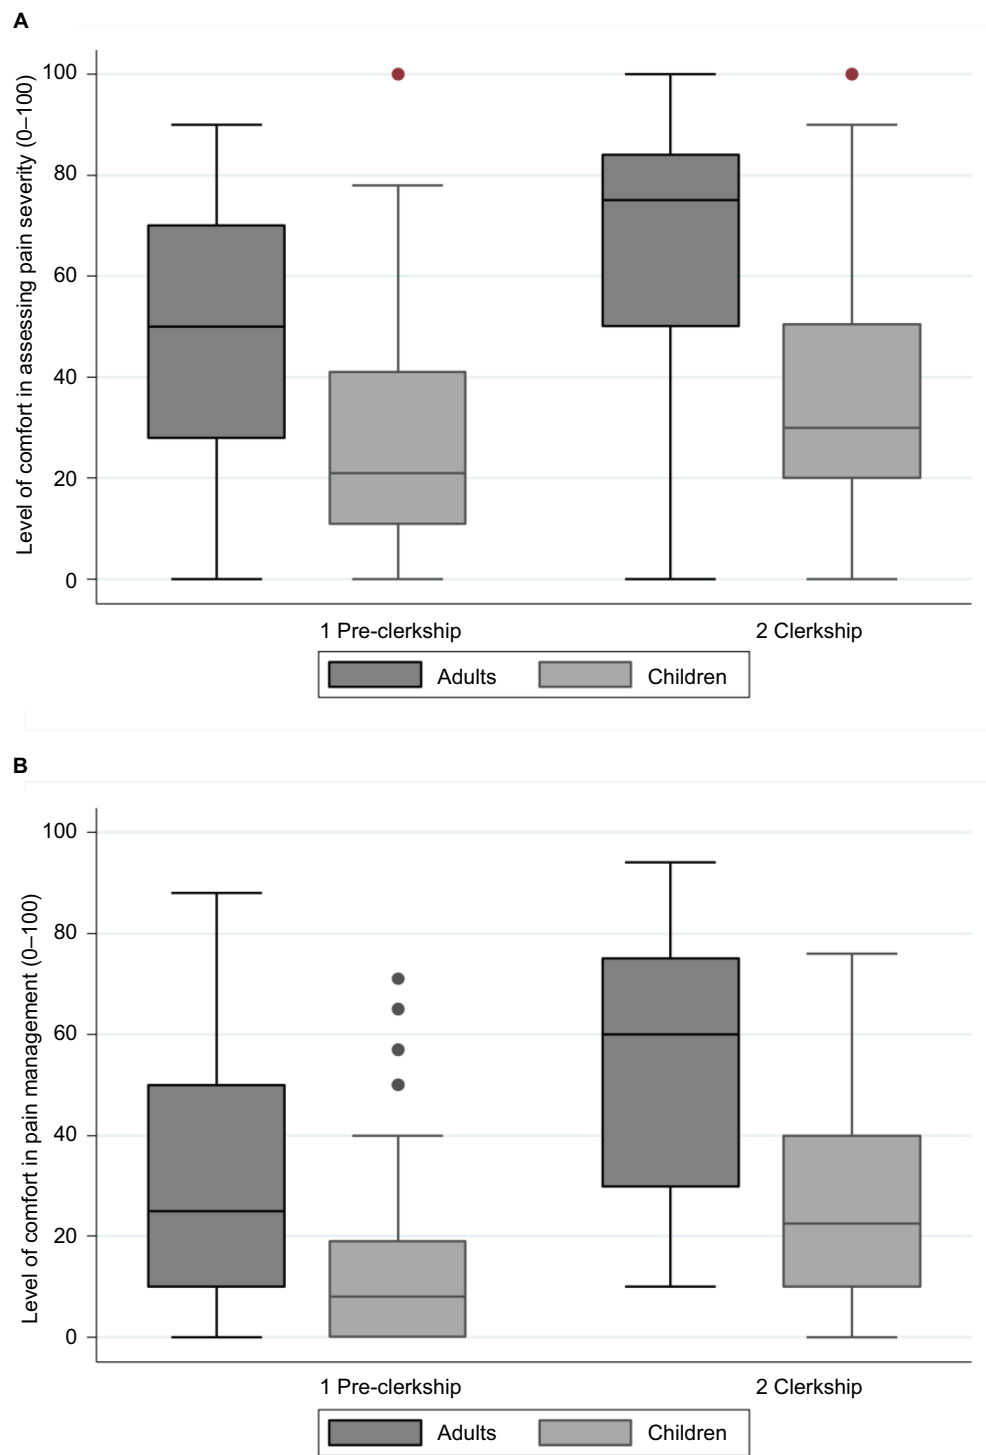 A
Level of comfort in assessing pain severity (0–100)
100
80
60
40
20
0
1 Pre-clerkship 2 Clerkship
Adults Children
B
Level of comfort in pain management (0–100)
100
80
60
40
20
0
1 Pre-clerkship 2 Clerkship
Adults Children